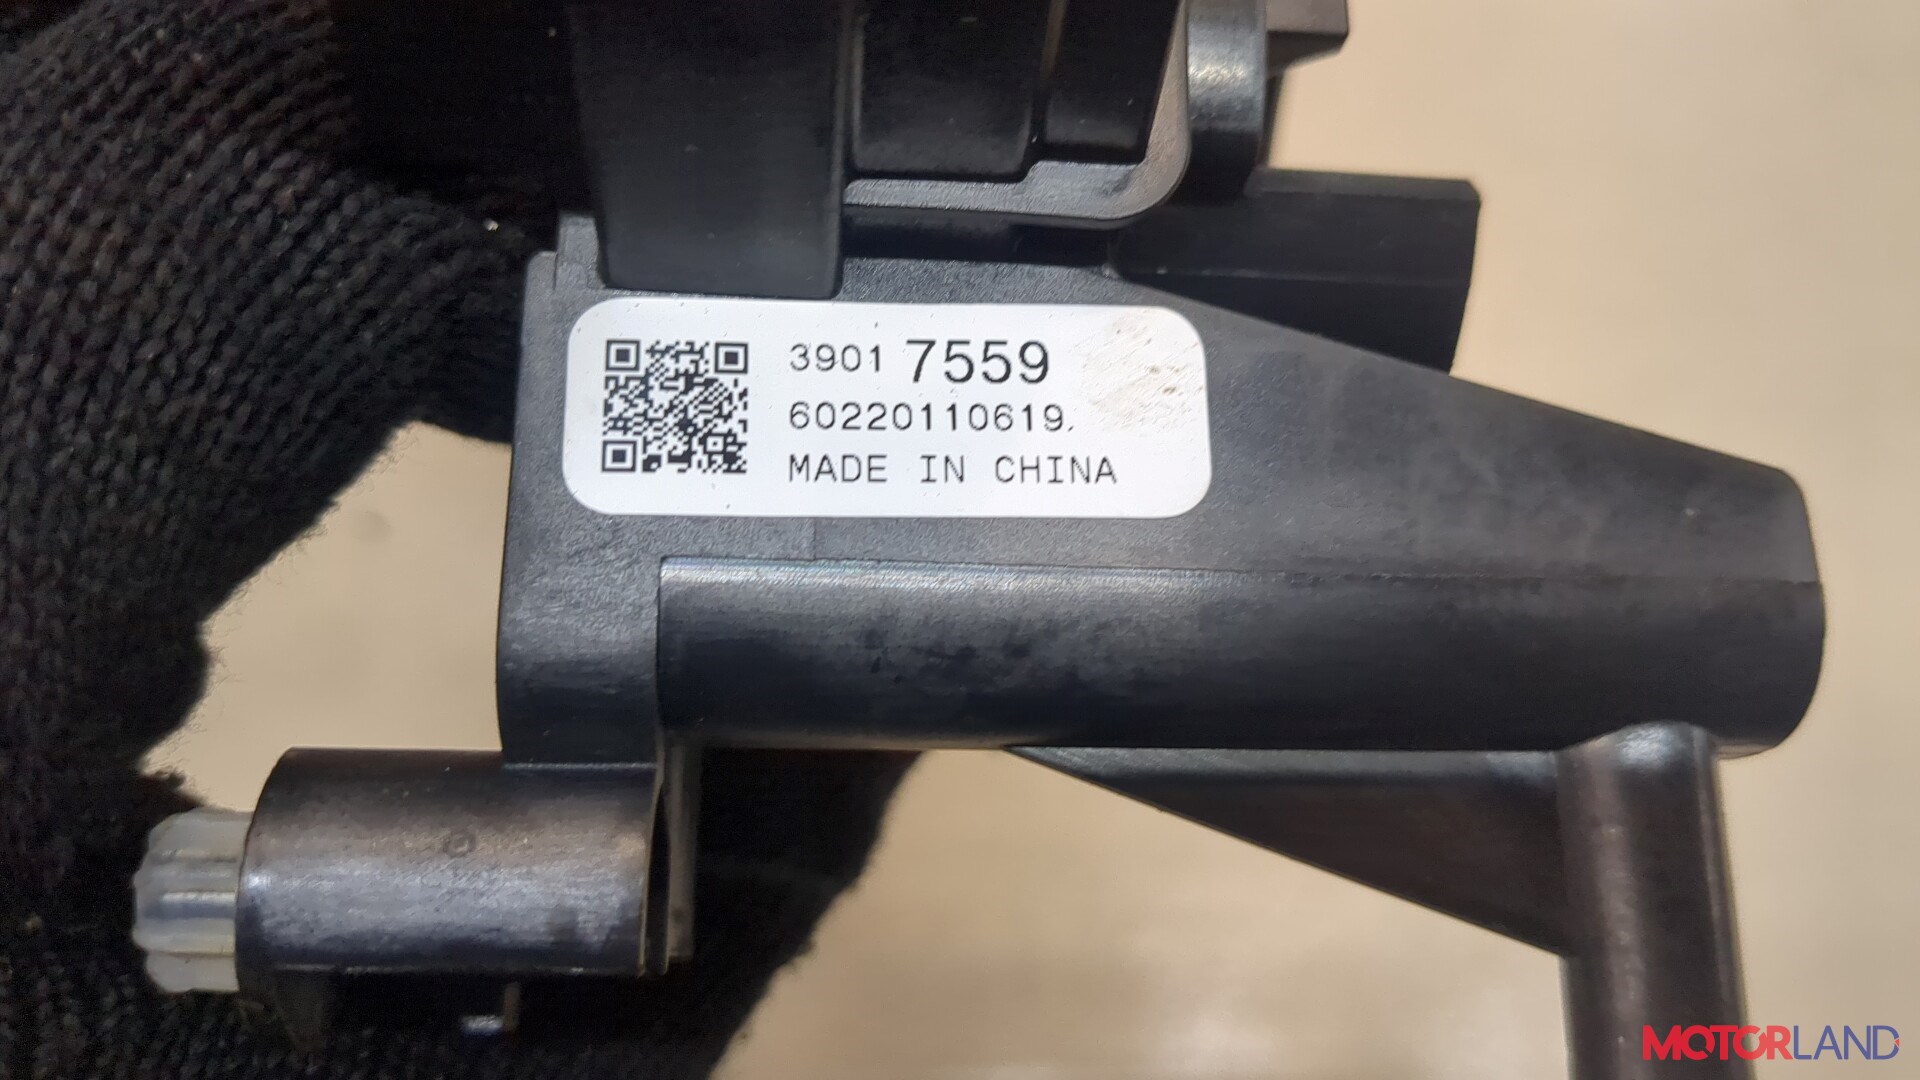 3901 7559
60220110619.
MADE IN CHINA
MOTORLAND